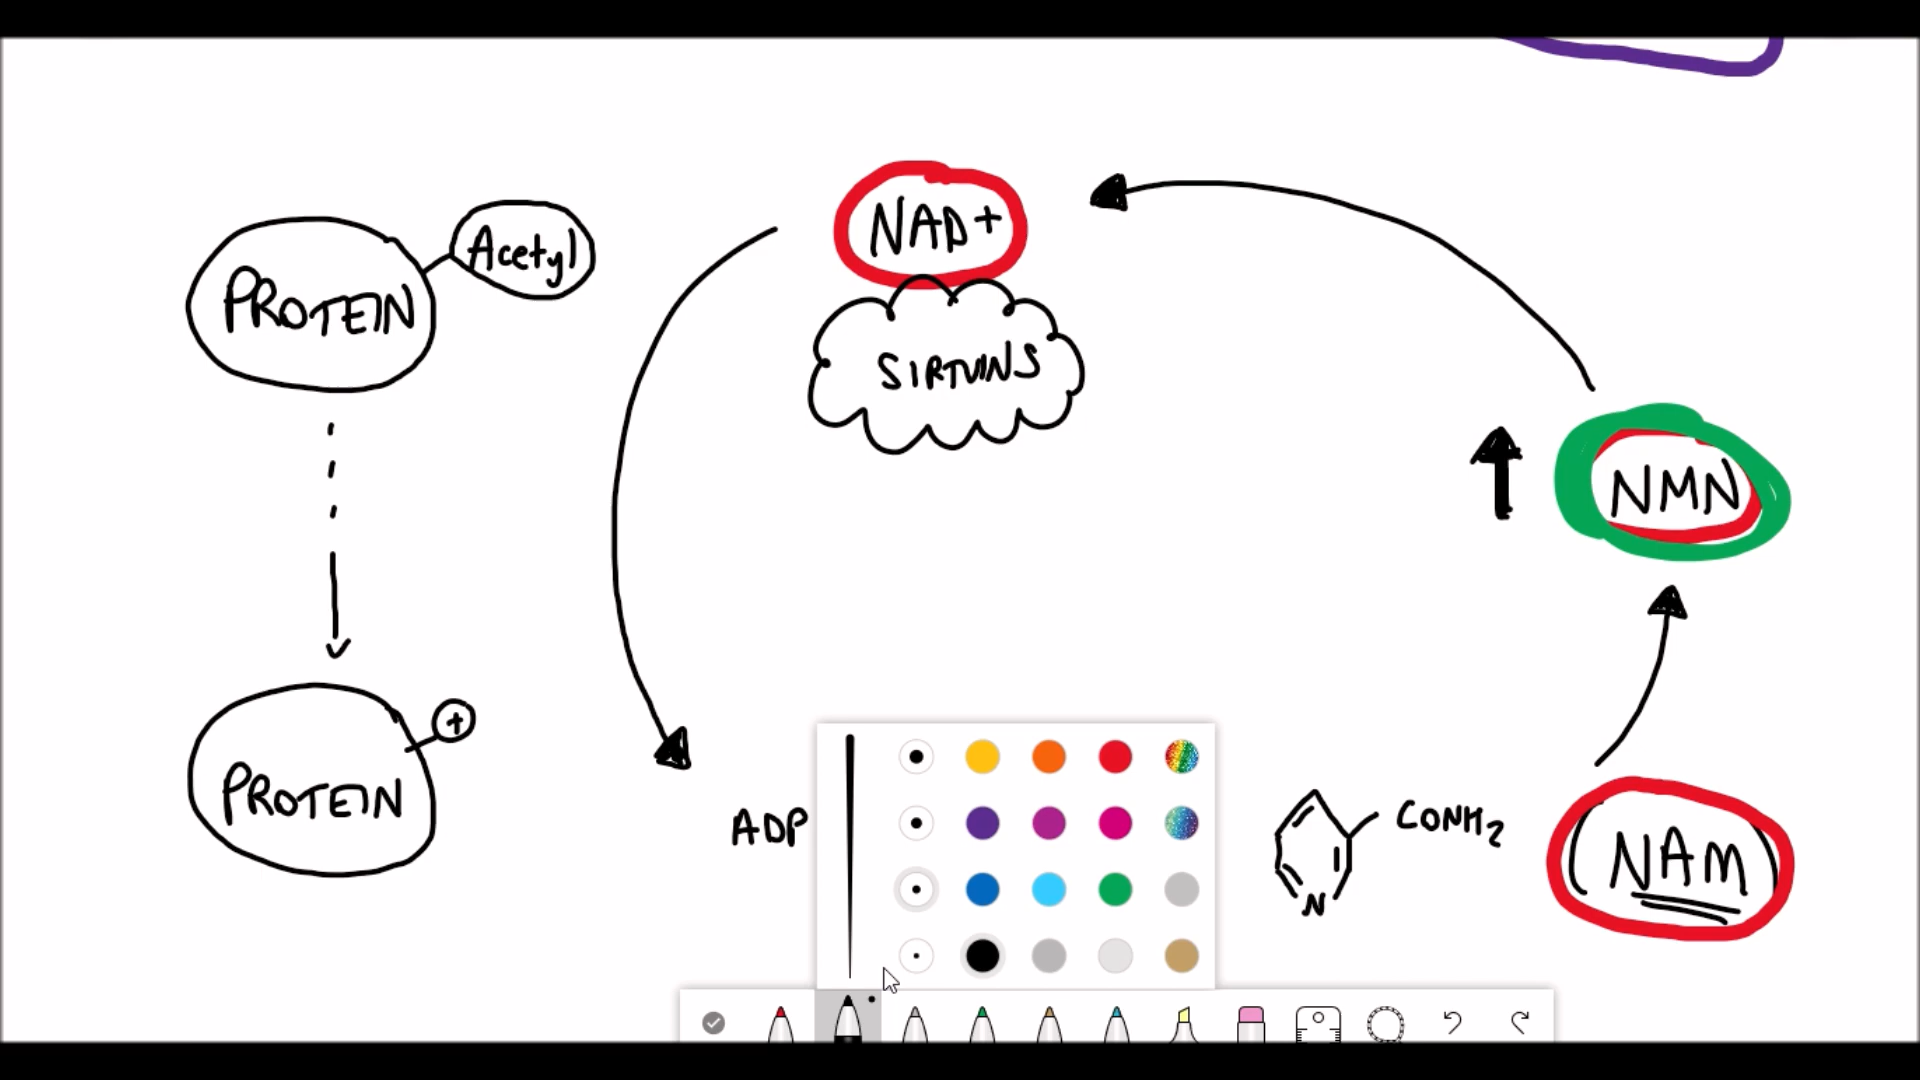 NAD+
Acetyl
PROTEIN
SIRTUINS
NMN
+
PROTEIN
ADP
CONH2
N
NAM